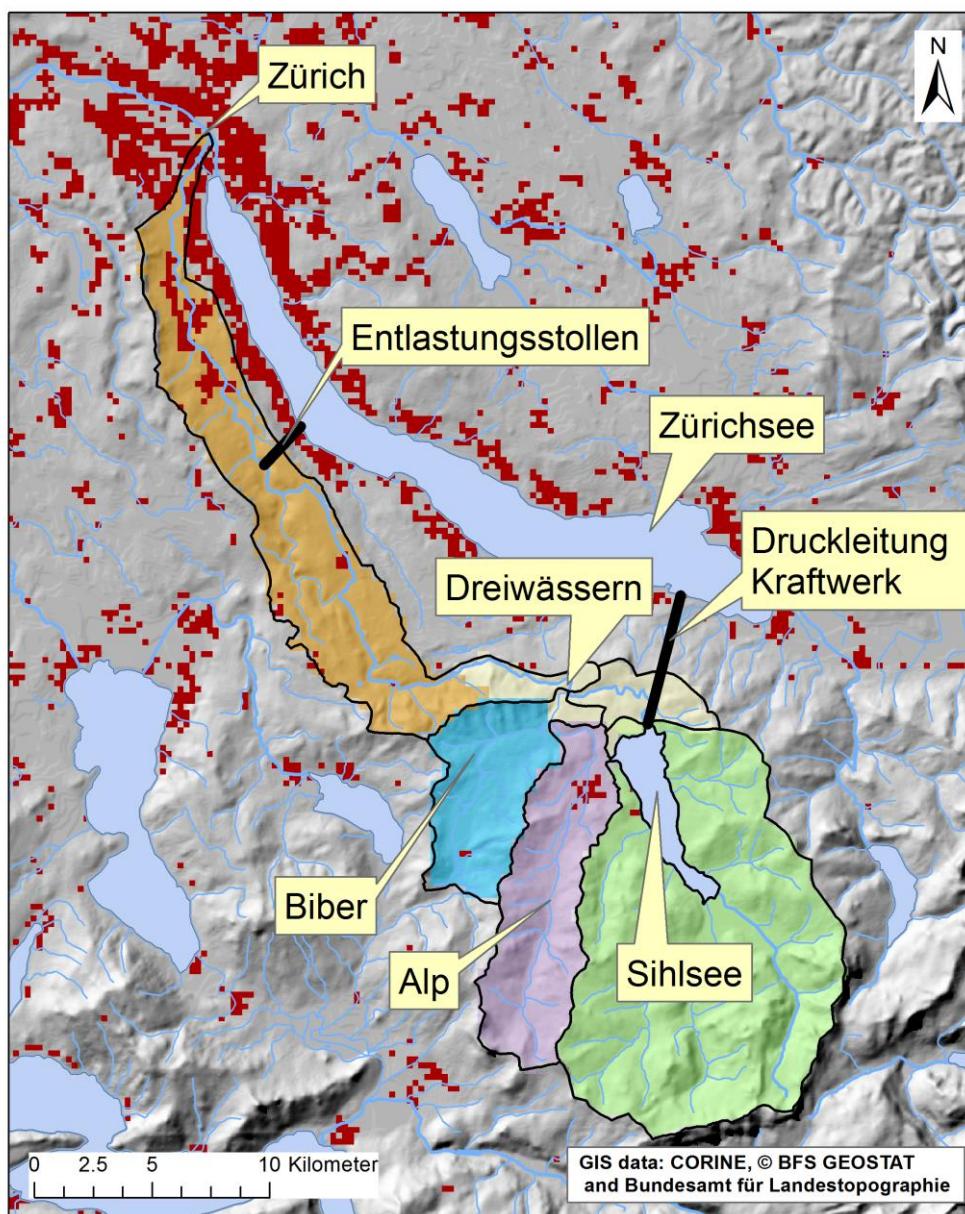 Zürich
N
Entlastungsstollen
Zürichsee
Druckleitung
Kraftwerk
Dreiwässern
Biber
Alp
Sihlsee
0 2.5 5 10 Kilometer
GIS data: CORINE, © BFS GEOSTAT
and Bundesamt für Landestopographie